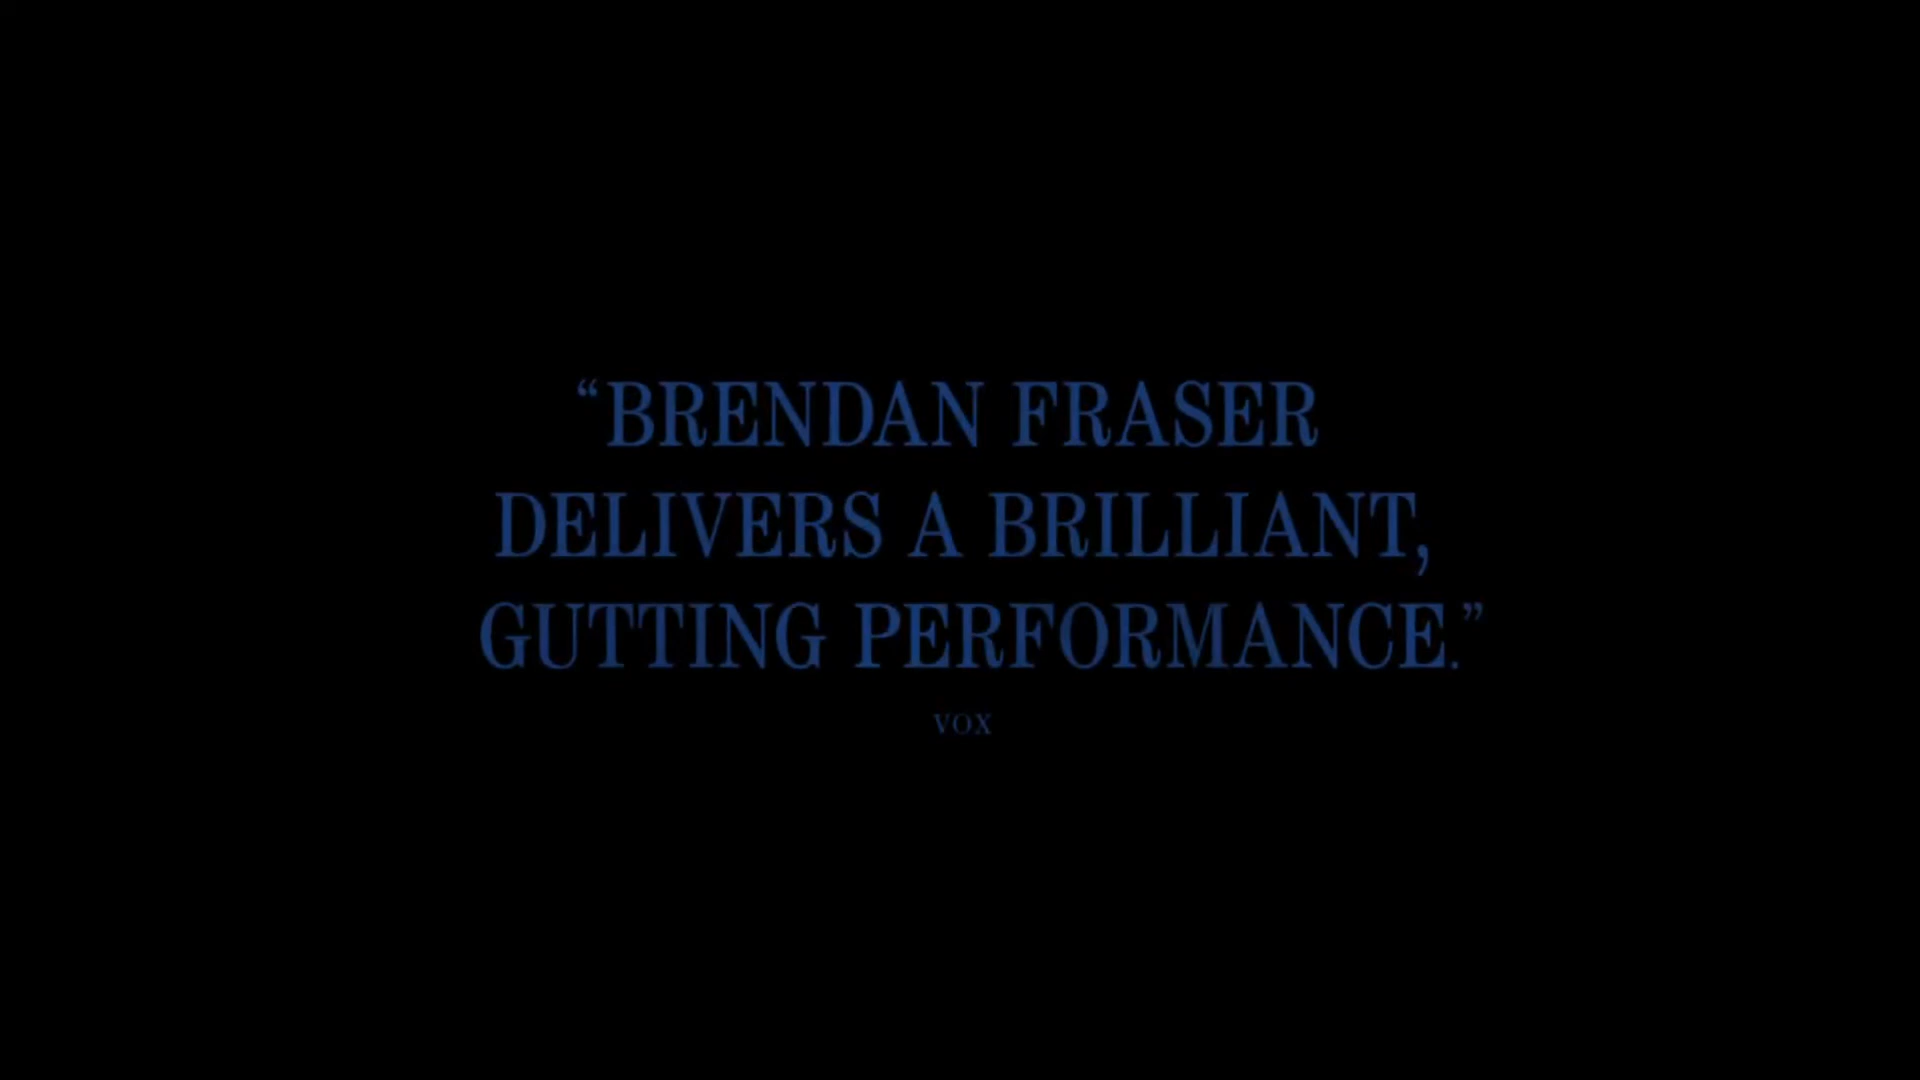 “BRENDAN FRASER
DELIVERS A BRILLIANT,
GUTTING PERFORMANCE.”
VOX